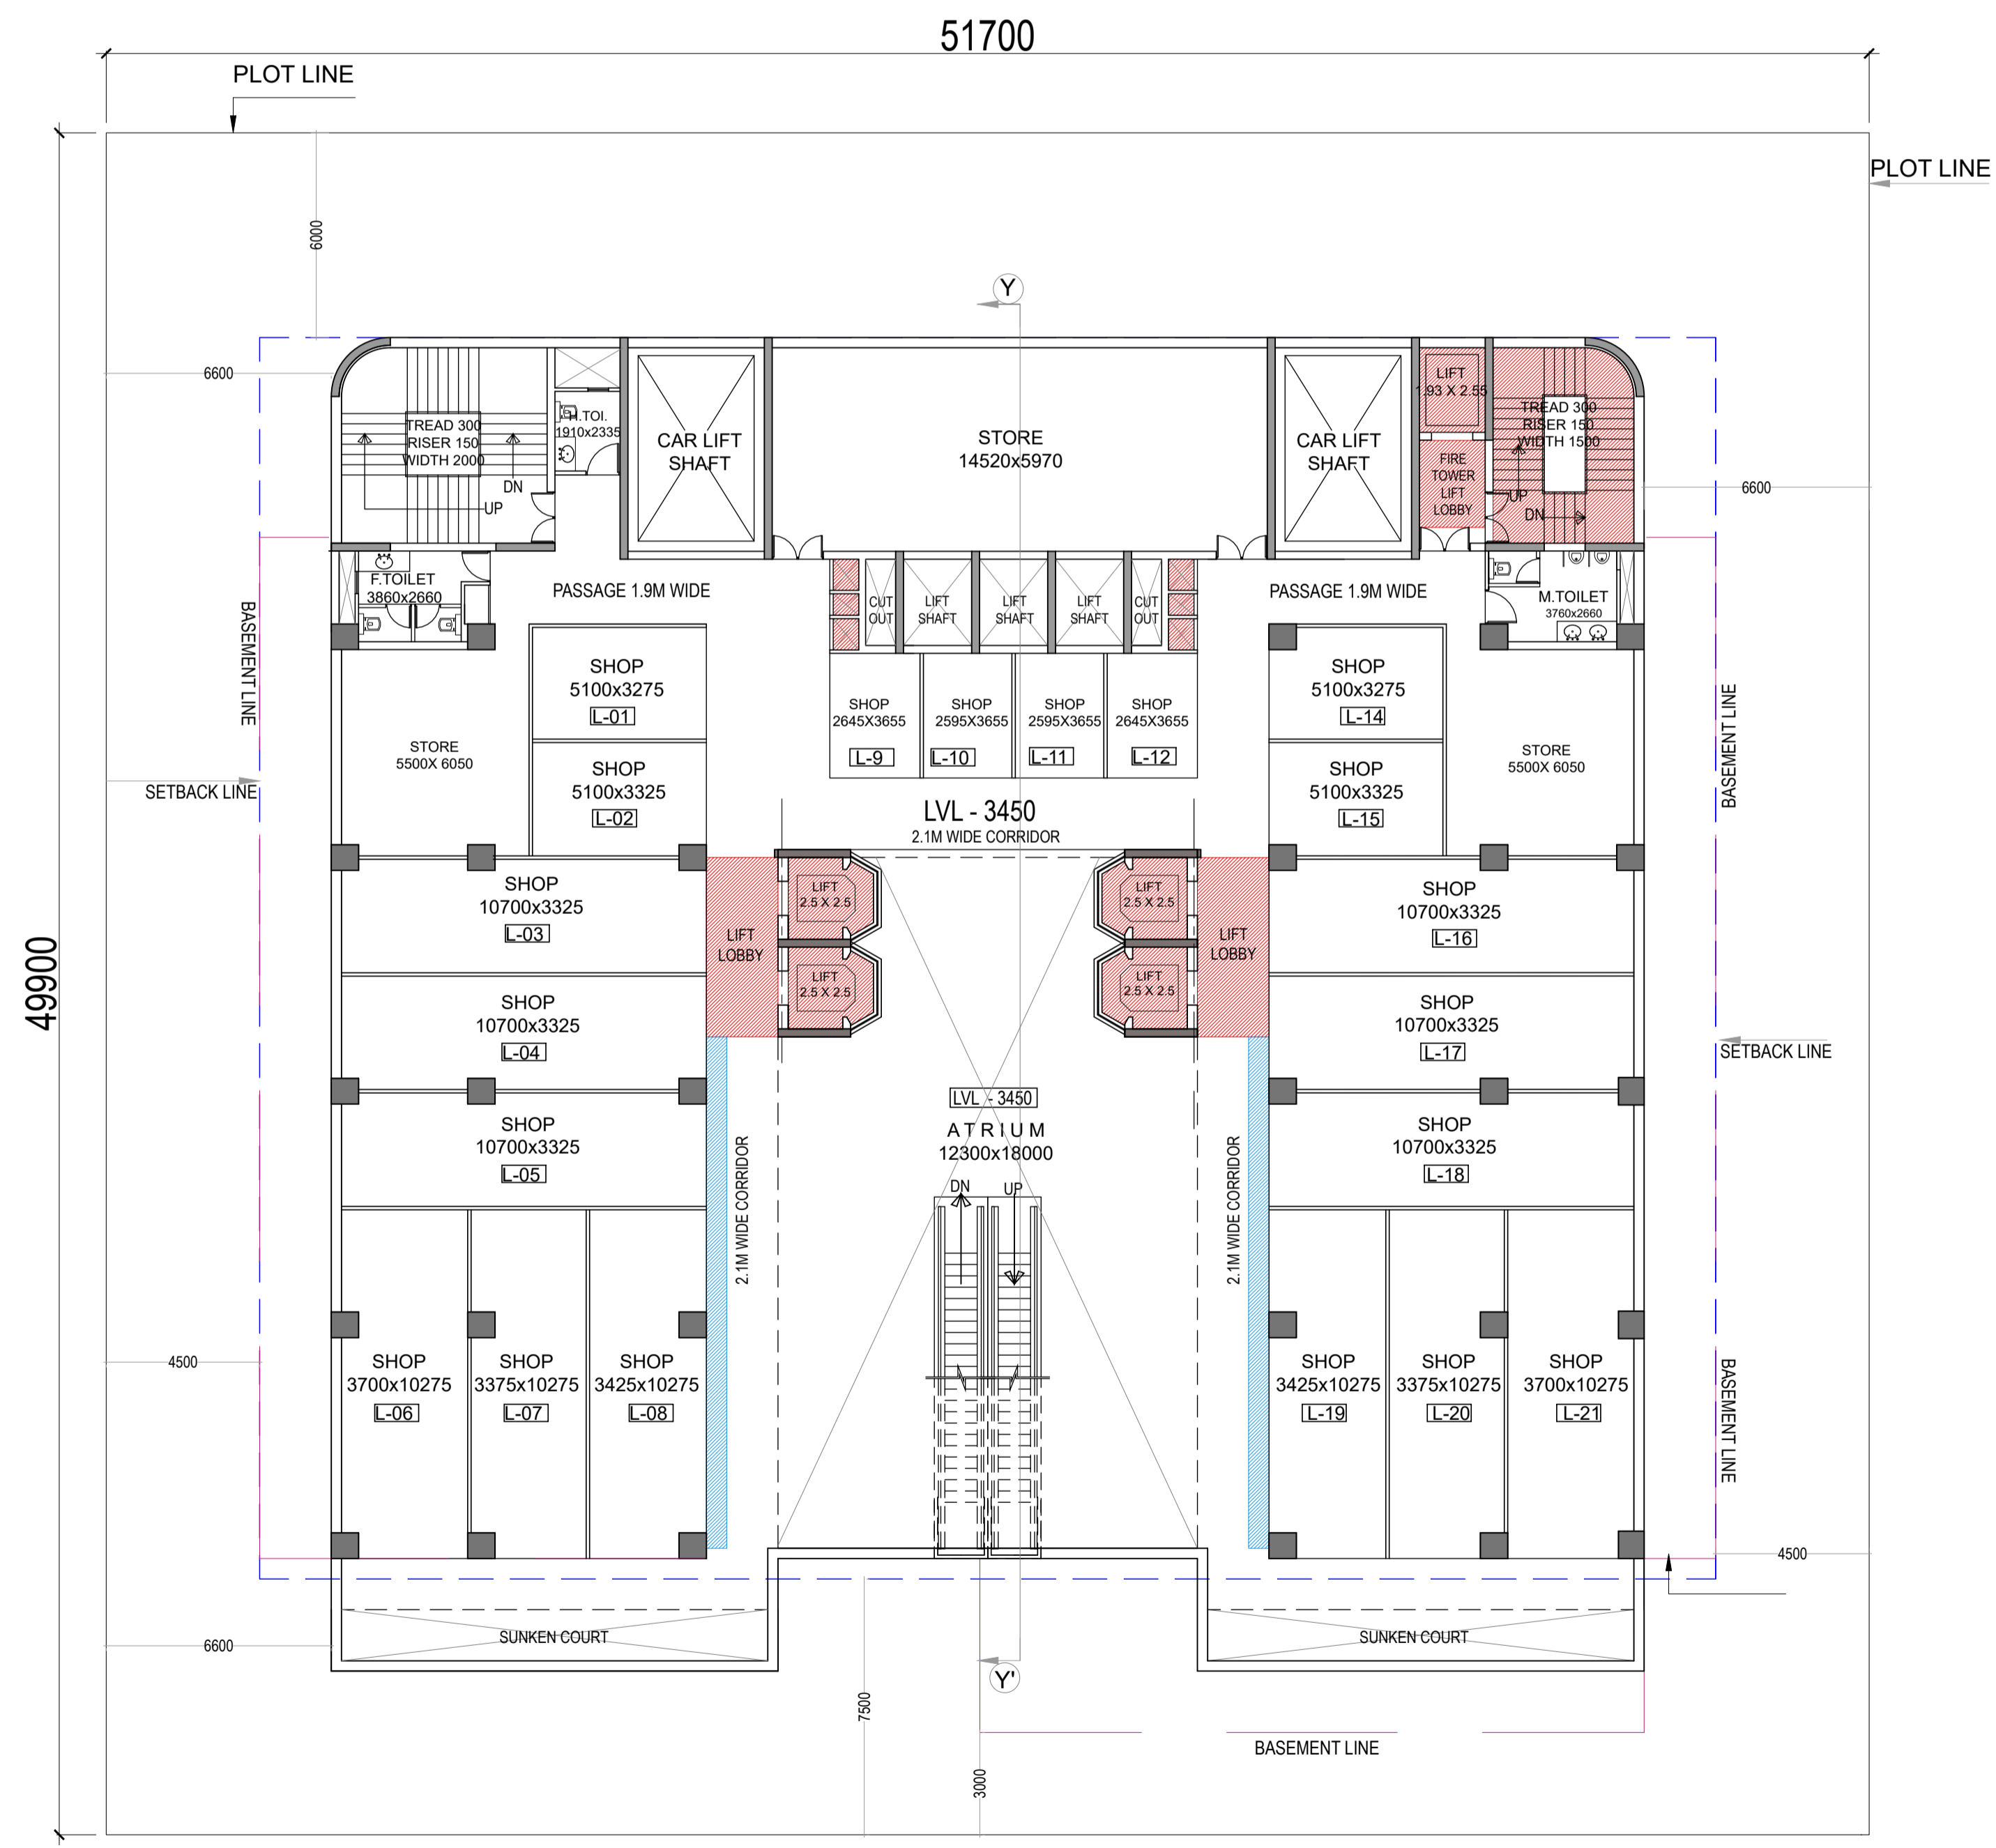 51700
PLOT LINE
PLOT LINE
6000
Y
6600
LIFT
1.93 X 2.55
TREAD 300
RISER 150
WIDTH 2000
DN
UP
H.TOI.
1910x2335
CAR LIFT
SHAFT
STORE
14520x5970
CAR LIFT
SHAFT
FIRE
TOWER
LIFT
LOBBY
TREAD 300
RISER 150
WIDTH 1500
UP
DN
6600
F.TOILET
3860x2660
PASSAGE 1.9M WIDE
CUT
OUT
LIFT
SHAFT
LIFT
SHAFT
LIFT
SHAFT
CUT
OUT
PASSAGE 1.9M WIDE
M.TOILET
3760x2660
BASEMENT LINE
SHOP
5100x3275
L-01
SHOP
2645X3655
L-9
SHOP
2595X3655
L-10
SHOP
2595X3655
L-11
SHOP
2645X3655
L-12
SHOP
5100x3275
L-14
BASEMENT LINE
STORE
5500X 6050
SHOP
5100x3325
L-02
SHOP
5100x3325
L-15
STORE
5500X 6050
SETBACK LINE
LVL - 3450
2.1M WIDE CORRIDOR
SHOP
10700x3325
L-03
LIFT
LOBBY
LIFT
2.5 X 2.5
LIFT
2.5 X 2.5
LIFT
2.5 X 2.5
LIFT
2.5 X 2.5
LIFT
LOBBY
SHOP
10700x3325
L-16
49900
SHOP
10700x3325
L-04
SHOP
10700x3325
L-17
SETBACK LINE
LVL - 3450
ATRIUM
12300x18000
SHOP
10700x3325
L-05
2.1M WIDE CORRIDOR
DN
UP
2.1M WIDE CORRIDOR
SHOP
10700x3325
L-18
4500
SHOP
3700x10275
L-06
SHOP
3375x10275
L-07
SHOP
3425x10275
L-08
SHOP
3425x10275
L-19
SHOP
3375x10275
L-20
SHOP
3700x10275
L-21
BASEMENT LINE
4500
6600
SUNKEN COURT
SUNKEN COURT
Y'
7500
BASEMENT LINE
3000